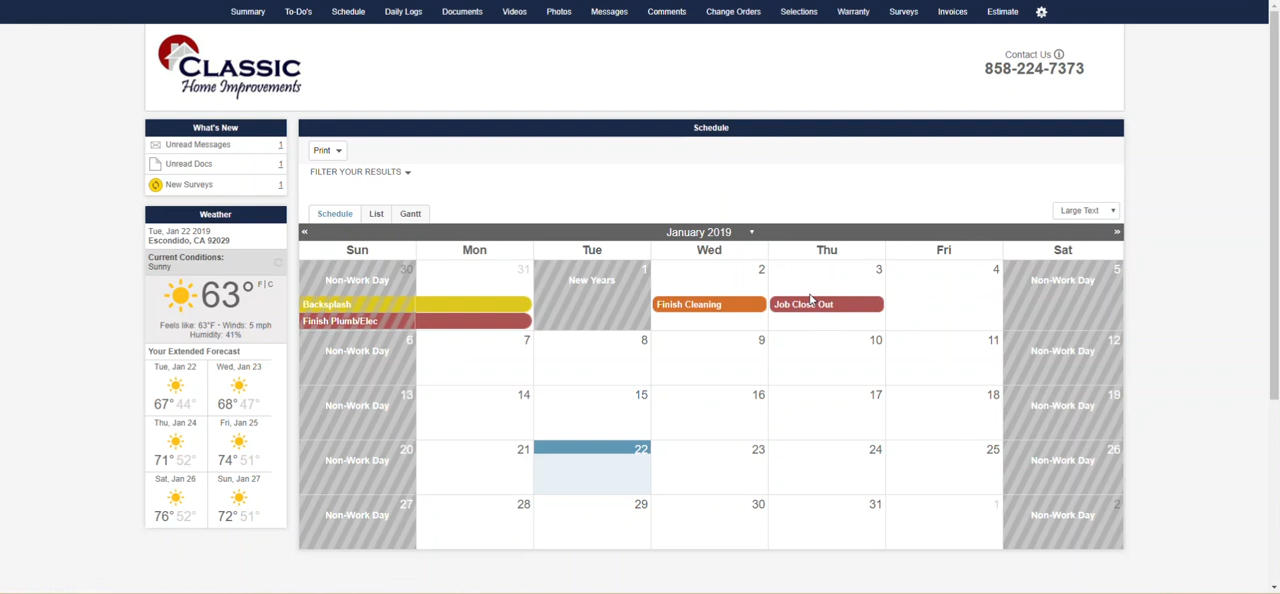 Summary To-Do's Schedule Daily Logs Documents Videos Photos Messages Comments Change Orders Selections Warranty Surveys Invoices Estimate
CLASSIC
Home Improvements
Contact Us
858-224-7373
What's New
Unread Messages 1
Unread Docs 1
New Surveys 1
Weather
Tue, Jan 22 2019
Escondido, CA 92029
Current Conditions:
Sunny
63° F|C
Feels like: 63°F · Winds: 5 mph
Humidity: 41%
Your Extended Forecast
Tue, Jan 22 Wed, Jan 23
67° 44° 68° 47°
Thu, Jan 24 Fri, Jan 25
71° 52° 74° 51°
Sat, Jan 26 Sun, Jan 27
76° 52° 72° 51°
Schedule
Print
FILTER YOUR RESULTS
Schedule List Gantt
Large Text
« January 2019 »
Sun Mon Tue Wed Thu Fri Sat
30 31 1 2 3 4 5
Non-Work Day New Years Non-Work Day
Backsplash Finish Cleaning Job Close Out
Finish Plumb/Elec
6 7 8 9 10 11 12
Non-Work Day Non-Work Day
13 14 15 16 17 18 19
Non-Work Day Non-Work Day
20 21 22 23 24 25 26
Non-Work Day Non-Work Day
27 28 29 30 31 1 2
Non-Work Day Non-Work Day